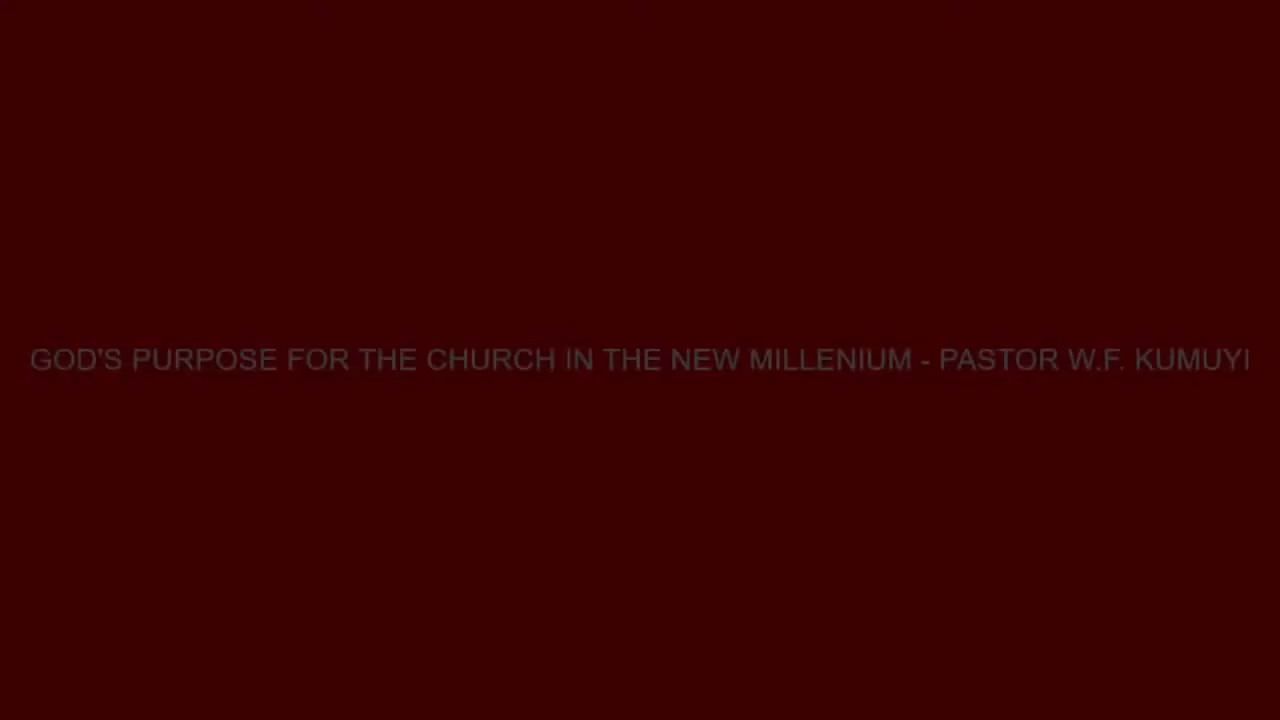 GOD'S PURPOSE FOR THE CHURCH IN THE NEW MILLENIUM - PASTOR W.F. KUMUYI